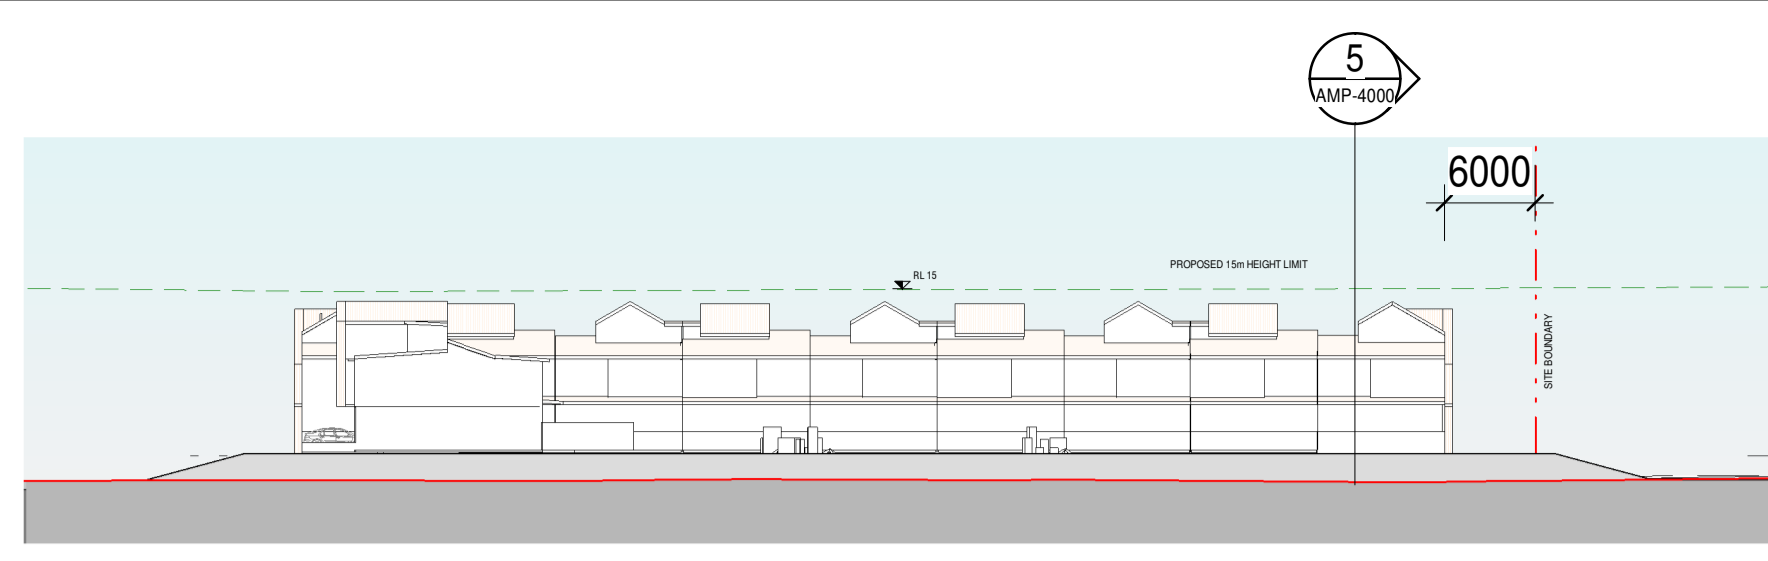 5
AMP-4000
6000
PROPOSED 15m HEIGHT LIMIT
RL 15
SITE BOUNDARY